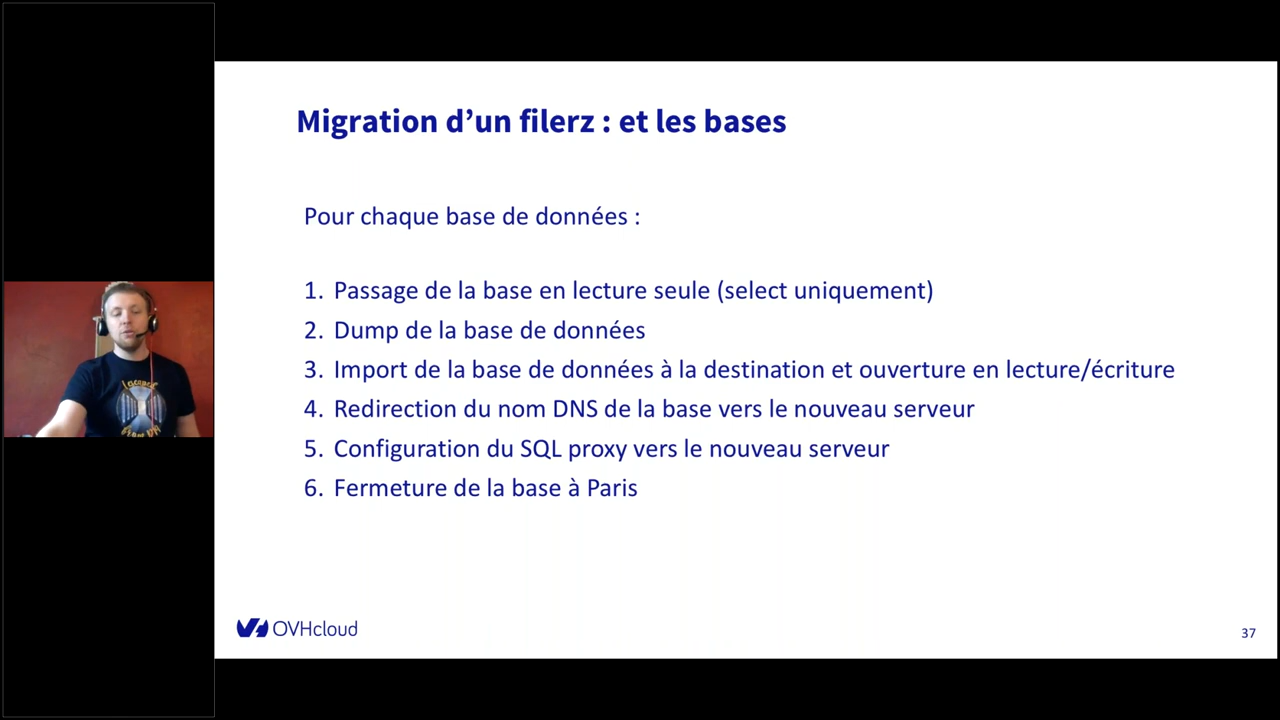 Migration d’un filerz : et les bases
Pour chaque base de données :
1. Passage de la base en lecture seule (select uniquement)
2. Dump de la base de données
3. Import de la base de données à la destination et ouverture en lecture/écriture
4. Redirection du nom DNS de la base vers le nouveau serveur
5. Configuration du SQL proxy vers le nouveau serveur
6. Fermeture de la base à Paris
OVHcloud
37